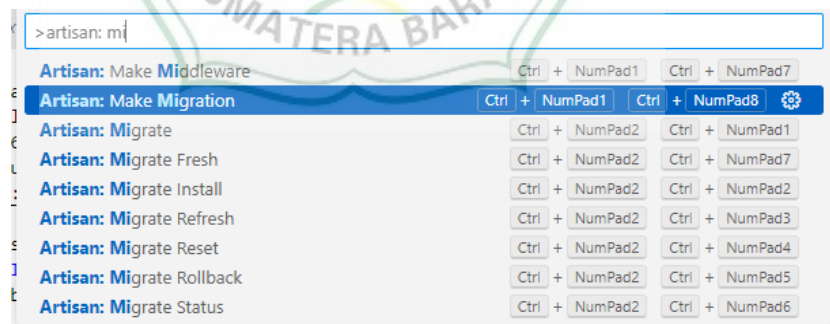 SUMATERA BARAT
>artisan: mi
Artisan: Make Middleware Ctrl + NumPad1 Ctrl + NumPad7
Artisan: Make Migration Ctrl + NumPad1 Ctrl + NumPad8
Artisan: Migrate Ctrl + NumPad2 Ctrl + NumPad1
Artisan: Migrate Fresh Ctrl + NumPad2 Ctrl + NumPad7
Artisan: Migrate Install Ctrl + NumPad2 Ctrl + NumPad2
Artisan: Migrate Refresh Ctrl + NumPad2 Ctrl + NumPad3
Artisan: Migrate Reset Ctrl + NumPad2 Ctrl + NumPad4
Artisan: Migrate Rollback Ctrl + NumPad2 Ctrl + NumPad5
Artisan: Migrate Status Ctrl + NumPad2 Ctrl + NumPad6